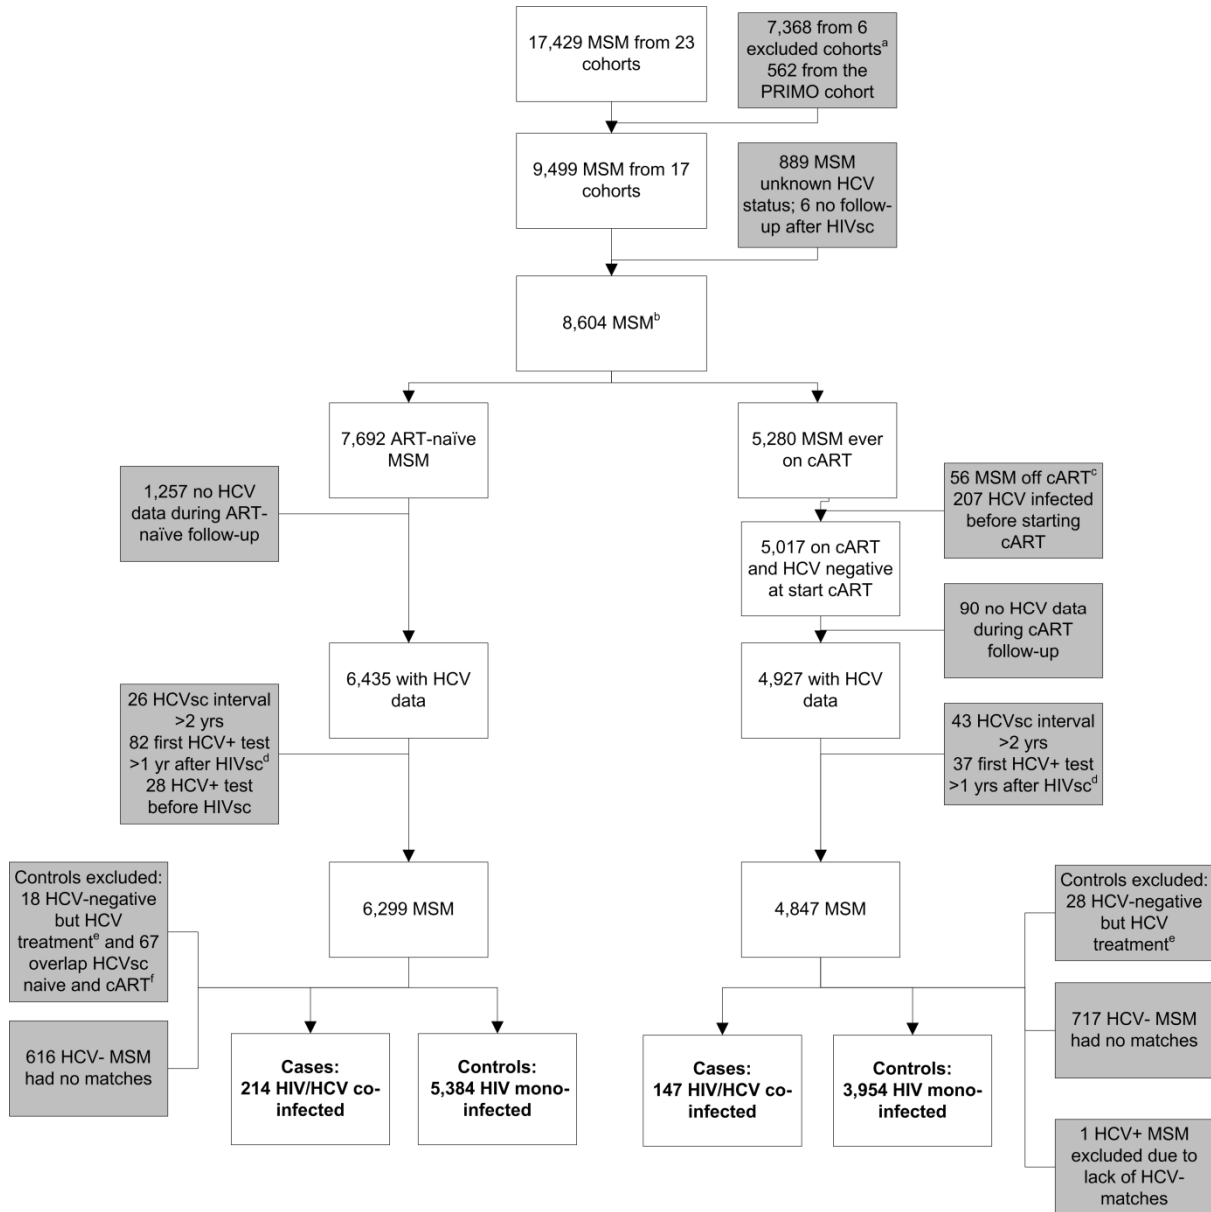 17,429 MSM from 23
cohorts
7,368 from 6
excluded cohortsᵃ
562 from the
PRIMO cohort
9,499 MSM from 17
cohorts
889 MSM
unknown HCV
status; 6 no follow-
up after HIVsc
8,604 MSMᵇ
7,692 ART-naïve
MSM
5,280 MSM ever
on cART
1,257 no HCV
data during ART-
naïve follow-up
56 MSM off cARTᶜ
207 HCV infected
before starting
cART
5,017 on cART
and HCV negative
at start cART
90 no HCV data
during cART
follow-up
6,435 with HCV
data
4,927 with HCV
data
26 HCVsc interval
>2 yrs
82 first HCV+ test
>1 yr after HIVscᵈ
28 HCV+ test
before HIVsc
43 HCVsc interval
>2 yrs
37 first HCV+ test
>1 yrs after HIVscᵈ
Controls excluded:
18 HCV-negative
but HCV
treatmentᵉ and 67
overlap HCVsc
naive and cARTᶠ
6,299 MSM
4,847 MSM
Controls excluded:
28 HCV-negative
but HCV
treatmentᵉ
616 HCV- MSM
had no matches
Cases:
214 HIV/HCV co-
infected
Controls:
5,384 HIV mono-
infected
Cases:
147 HIV/HCV co-
infected
Controls:
3,954 HIV mono-
infected
717 HCV- MSM
had no matches
1 HCV+ MSM
excluded due to
lack of HCV-
matches